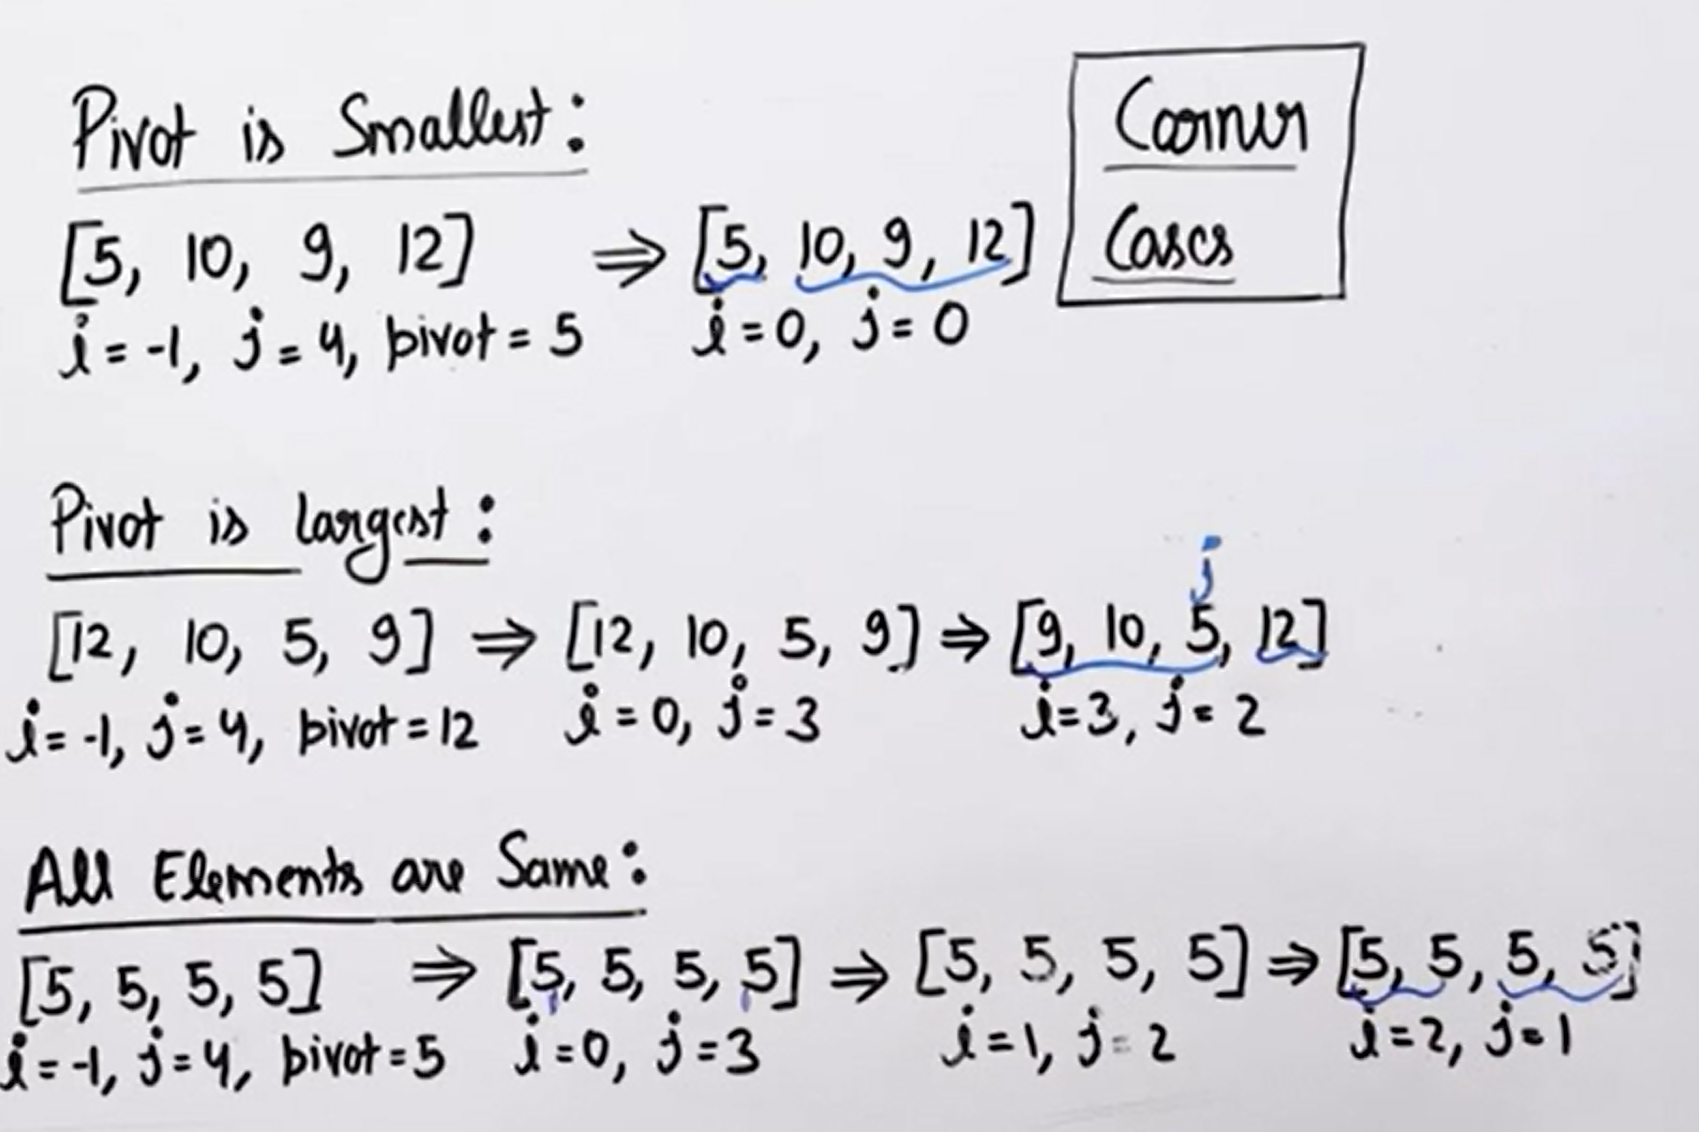 Pivot is Smallest:
Corner
Cases
[5, 10, 9, 12] ⇒ [5, 10, 9, 12]
i = -1, j = 4, pivot = 5 i = 0, j = 0
Pivot is largest:
j
[12, 10, 5, 9] ⇒ [12, 10, 5, 9] ⇒ [9, 10, 5, 12]
i = -1, j = 4, pivot = 12 i = 0, j = 3 i = 3, j = 2
All Elements are Same:
[5, 5, 5, 5] ⇒ [5, 5, 5, 5] ⇒ [5, 5, 5, 5] ⇒ [5, 5, 5, 5]
i = -1, j = 4, pivot = 5 i = 0, j = 3 i = 1, j = 2 i = 2, j = 1